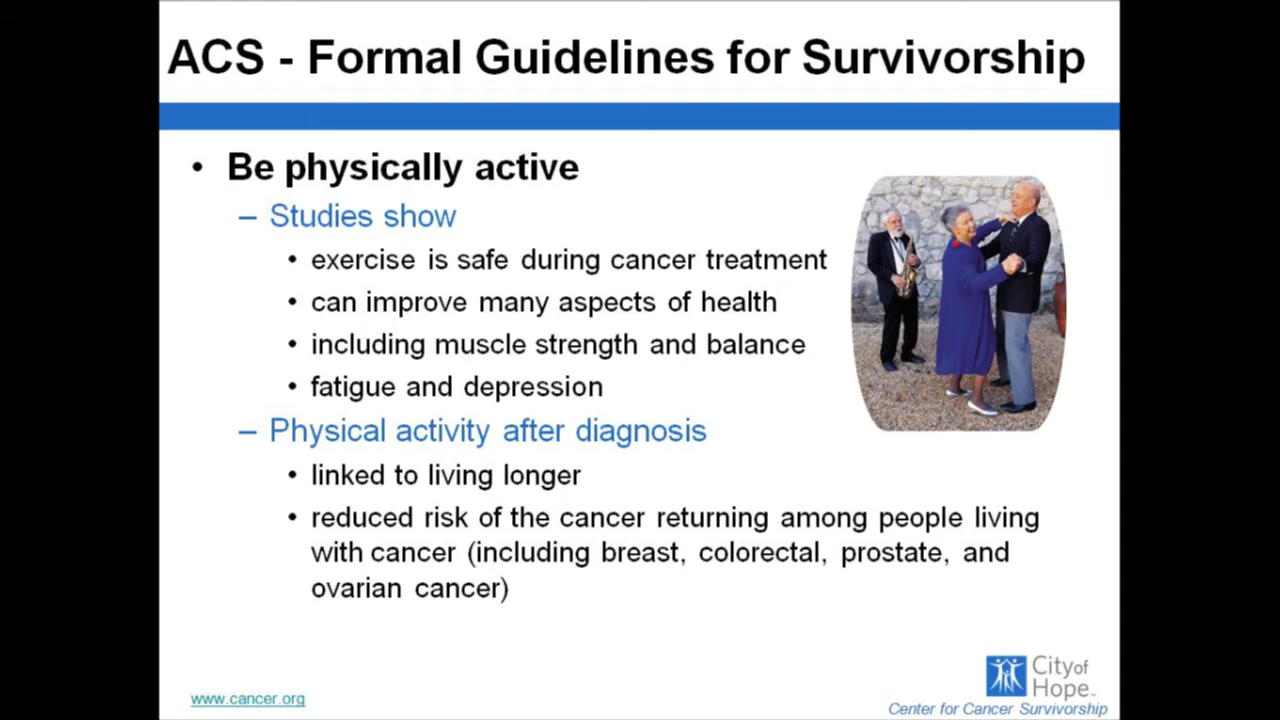 ACS - Formal Guidelines for Survivorship
• Be physically active
– Studies show
• exercise is safe during cancer treatment
• can improve many aspects of health
• including muscle strength and balance
• fatigue and depression
– Physical activity after diagnosis
• linked to living longer
• reduced risk of the cancer returning among people living
with cancer (including breast, colorectal, prostate, and
ovarian cancer)
www.cancer.org
City of
Hope™
Center for Cancer Survivorship